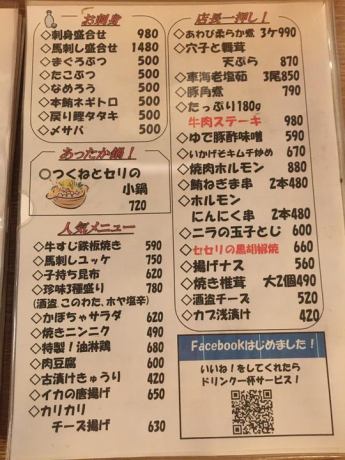 お刺身
◇刺身盛合せ 980
◇馬刺し盛合せ 1480
◇まぐろぶつ 500
◇たこぶつ 500
◇なめろう 500
◇本鮪ネギトロ 500
◇戻り鰹タタキ 500
◇メサバ 500
あったか鍋!
○つくねとセリの
小鍋
720
人気メニュー
◇牛すじ鉄板焼き 590
◇馬刺しユッケ 750
◇子持ち昆布 620
◇珍味3種盛り 780
(酒盗 このわた、ホヤ塩辛)
◇かぼちゃサラダ 620
◇焼きニンニク 490
◇特製!油淋鶏 680
◇肉豆腐 620
◇古漬けきゅうり 420
◇イカの唐揚げ 650
◇カリカリ
チーズ揚げ 630
店長一押し!
◇あわび柔らか煮 3ケ990
◇穴子と舞茸
天ぷら 870
◇車海老塩茹 3尾850
◇豚角煮 790
◇たっぷり180g
牛肉ステーキ 980
◇ゆで豚酢味噌 590
◇いかげそキムチ炒め 670
◇焼肉ホルモン 880
◇鮪ねぎま串 2本480
◇ホルモン
にんにく串 2本480
◇ニラの玉子とじ 600
◇セセリの黒胡椒焼 660
◇揚げナス 560
◇焼き椎茸 大2個490
◇酒盗チーズ 520
◇カブ浅漬け 420
Facebookはじめました!
いいね!をしてくれたら
ドリンク一杯サービス!